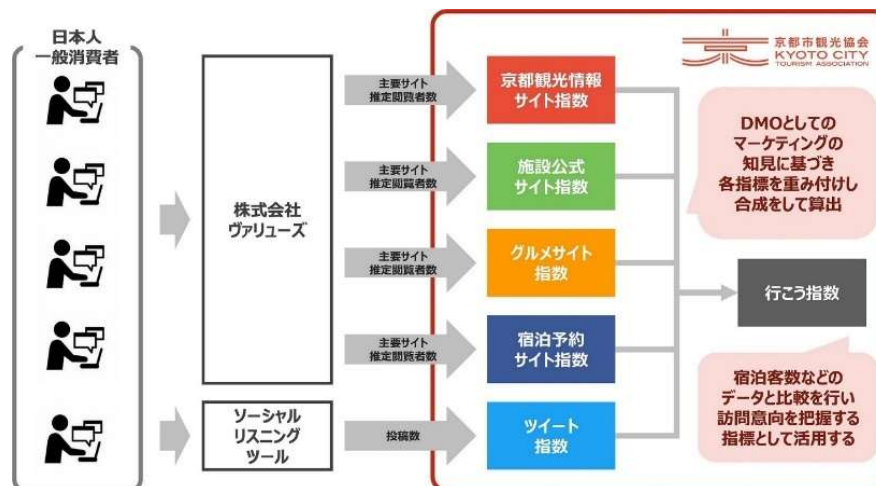 日本人
一般消費者
株式会社
ヴァリューズ
ソーシャル
リスニング
ツール
主要サイト
推定閲覧者数
主要サイト
推定閲覧者数
主要サイト
推定閲覧者数
主要サイト
推定閲覧者数
投稿数
京都観光情報
サイト指数
施設公式
サイト指数
グルメサイト
指数
宿泊予約
サイト指数
ツイート
指数
京都市観光協会
KYOTO CITY
TOURISM ASSOCIATION
DMOとしての
マーケティングの
知見に基づき
各指標を重み付けし
合成をして算出
行こう指数
宿泊客数などの
データと比較を行い
訪問意向を把握する
指標として活用する